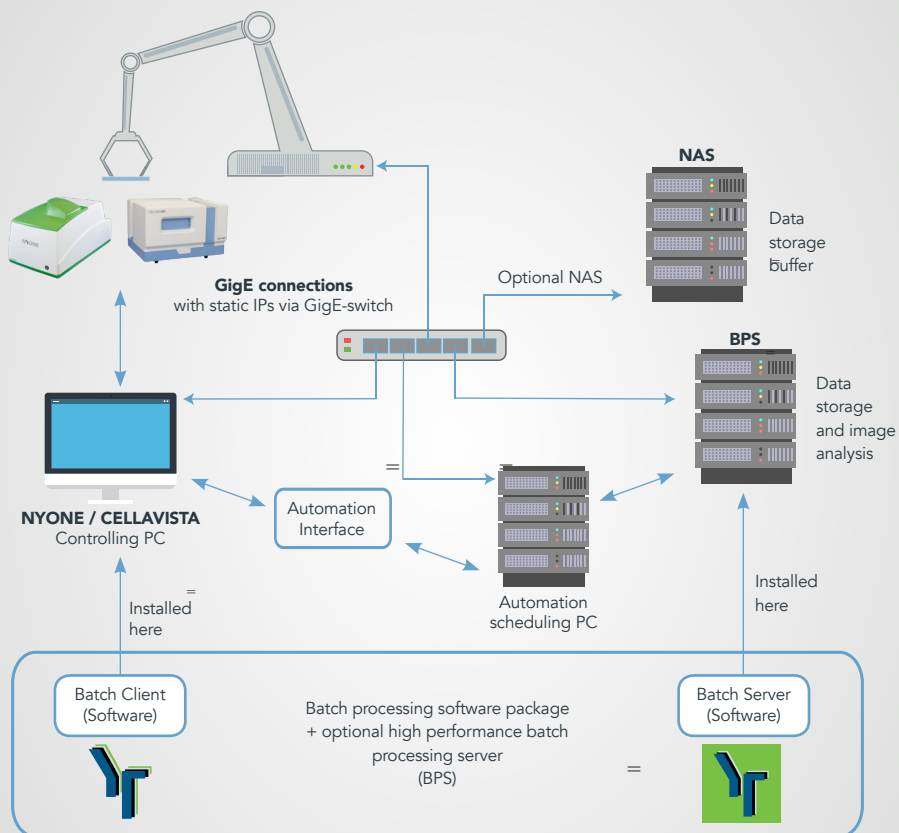 NAS
Data
storage
buffer
Optional NAS
GigE connections
with static IPs via GigE-switch
BPS
Data
storage
and image
analysis
NYONE / CELLAVISTA
Controlling PC
Automation
Interface
Automation
scheduling PC
Installed
here
Installed
here
Batch Client
(Software)
Batch processing software package
+ optional high performance batch
processing server
(BPS)
Batch Server
(Software)